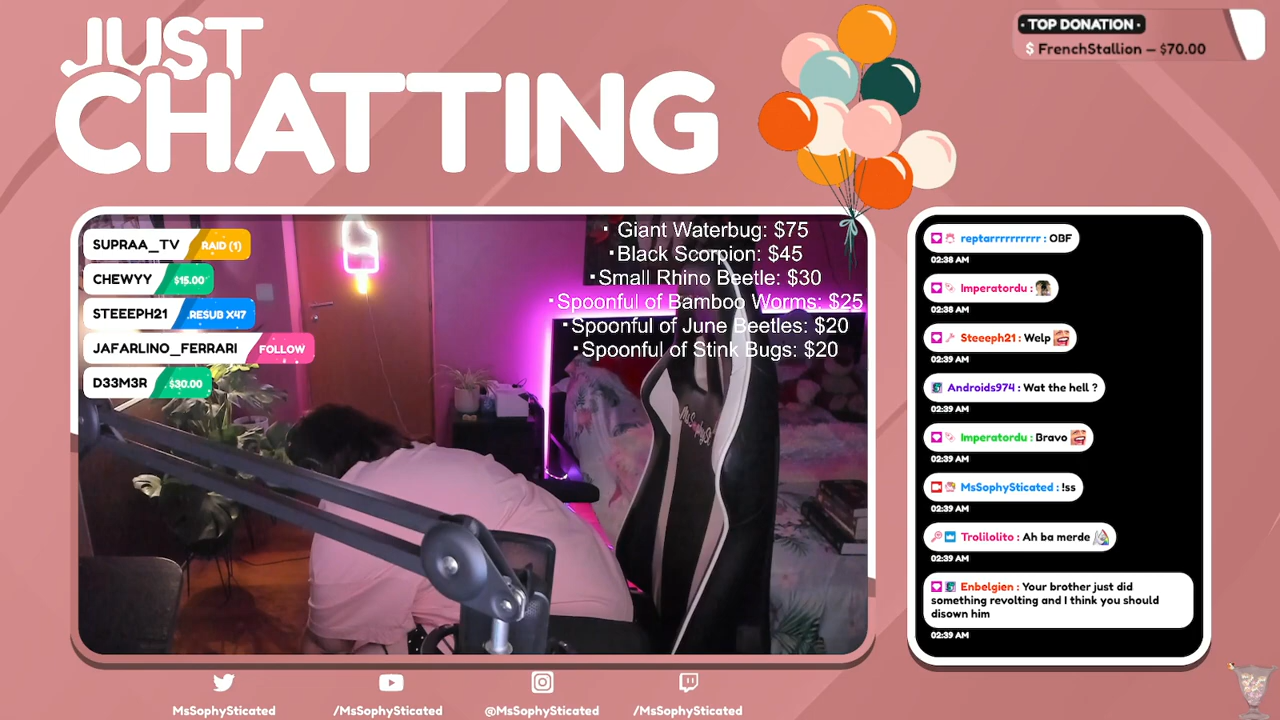 JUST
CHATTING
• TOP DONATION •
$ FrenchStallion — $70.00
SUPRAA_TV RAID (1)
CHEWYY $15.00
STEEEPH21 RESUB X47
JAFARLINO_FERRARI FOLLOW
D33M3R $30.00
▪ Giant Waterbug: $75
▪ Black Scorpion: $45
▪ Small Rhino Beetle: $30
▪ Spoonful of Bamboo Worms: $25
▪ Spoonful of June Beetles: $20
▪ Spoonful of Stink Bugs: $20
reptarrrrrrrrrr : OBF
02:38 AM
Imperatordu :
02:38 AM
Steeeph21 : Welp
02:39 AM
Androids974 : Wat the hell ?
02:39 AM
Imperatordu : Bravo
02:39 AM
MsSophySticated : !ss
02:39 AM
Trolilolito : Ah ba merde
02:39 AM
Enbelgien : Your brother just did
something revolting and I think you should
disown him
02:39 AM
MsSophySticated
/MsSophySticated
@MsSophySticated
/MsSophySticated